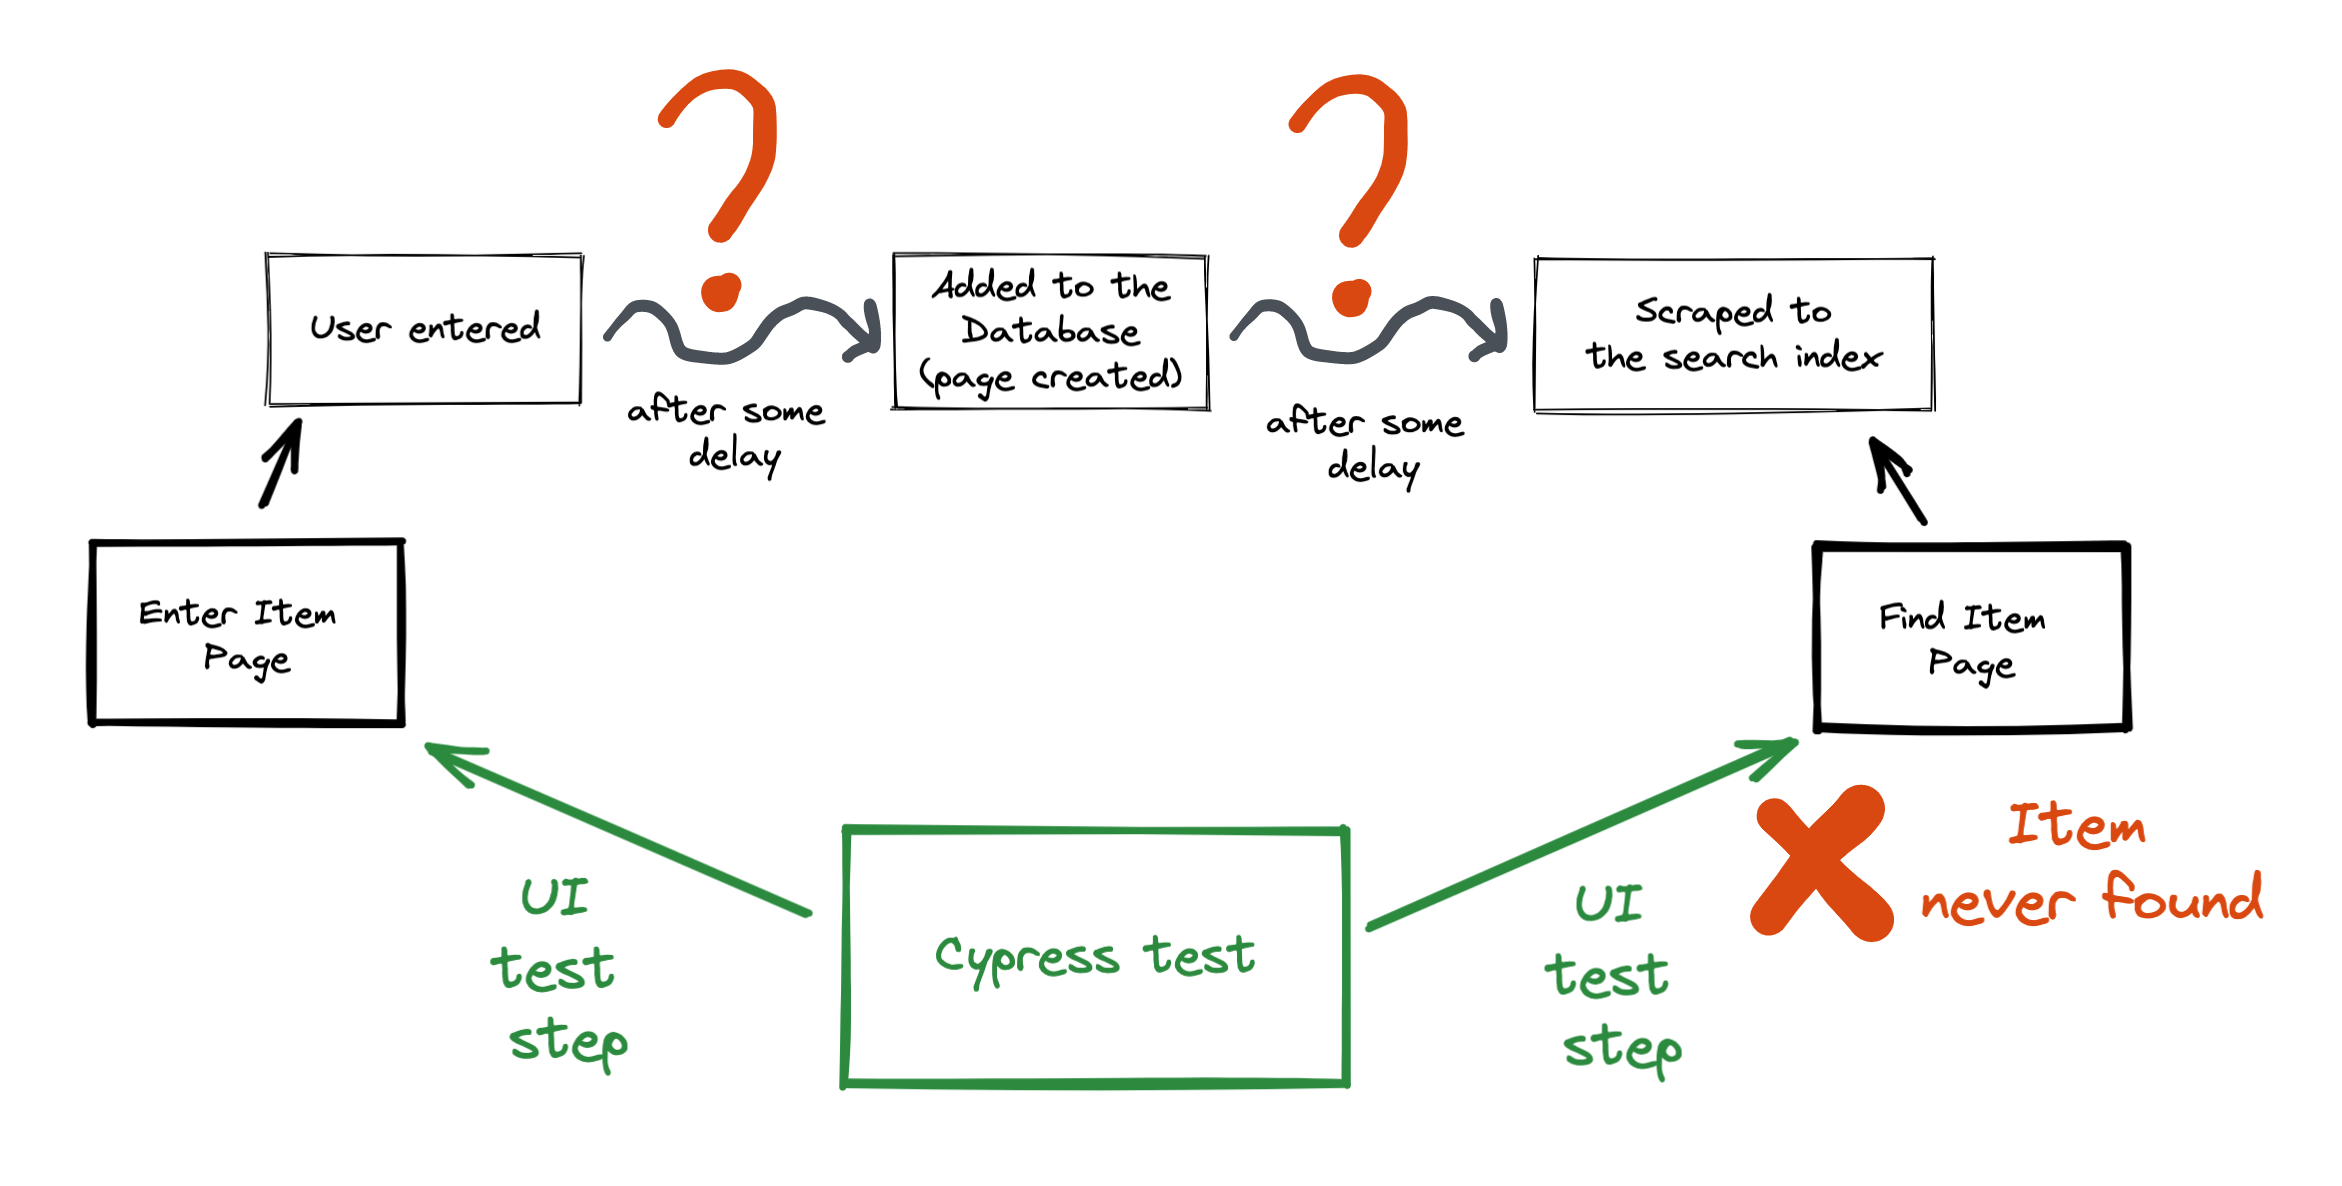 User entered
after some
delay
Added to the
Database
(page created)
after some
delay
Scraped to
the search index
Enter Item
Page
Find Item
Page
UI
test
step
Cypress test
UI
test
step
Item
never found